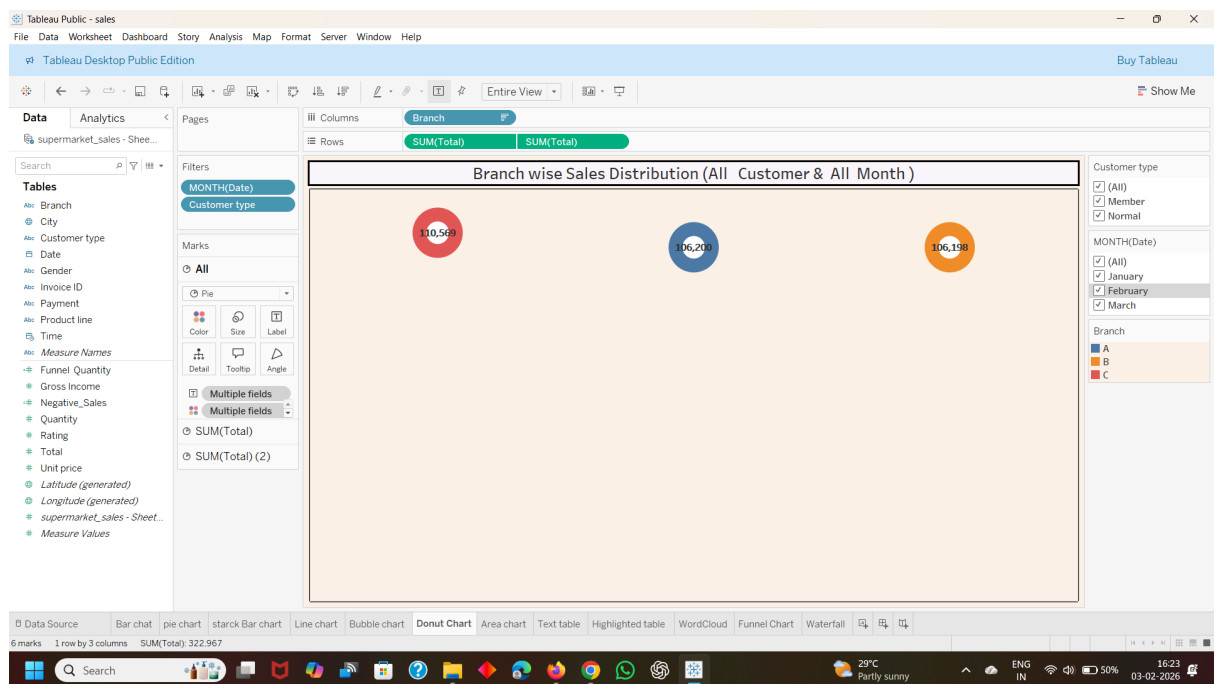 Tableau Public - sales
File Data Worksheet Dashboard Story Analysis Map Format Server Window Help
Tableau Desktop Public Edition
Buy Tableau
Entire View
Show Me
Data Analytics
supermarket_sales - Shee...
Search
Tables
Branch
City
Customer type
Date
Gender
Invoice ID
Payment
Product line
Time
Measure Names
Funnel Quantity
Gross Income
Negative_Sales
Quantity
Rating
Total
Unit price
Latitude (generated)
Longitude (generated)
supermarket_sales - Sheet...
Measure Values
Pages
Filters
MONTH(Date)
Customer type
Marks
All
Pie
Color Size Label
Detail Tooltip Angle
Multiple fields
Multiple fields
SUM(Total)
SUM(Total) (2)
Columns Branch
Rows SUM(Total) SUM(Total)
Branch wise Sales Distribution (All Customer & All Month )
110,569
106,200
106,198
Customer type
(All)
Member
Normal
MONTH(Date)
(All)
January
February
March
Branch
A
B
C
Data Source Bar chat pie chart starck Bar chart Line chart Bubble chart Donut Chart Area chart Text table Highlighted table WordCloud Funnel Chart Waterfall
6 marks 1 row by 3 columns SUM(Total): 322,967
Search
29°C
Partly sunny
ENG
IN
50%
16:23
03-02-2026